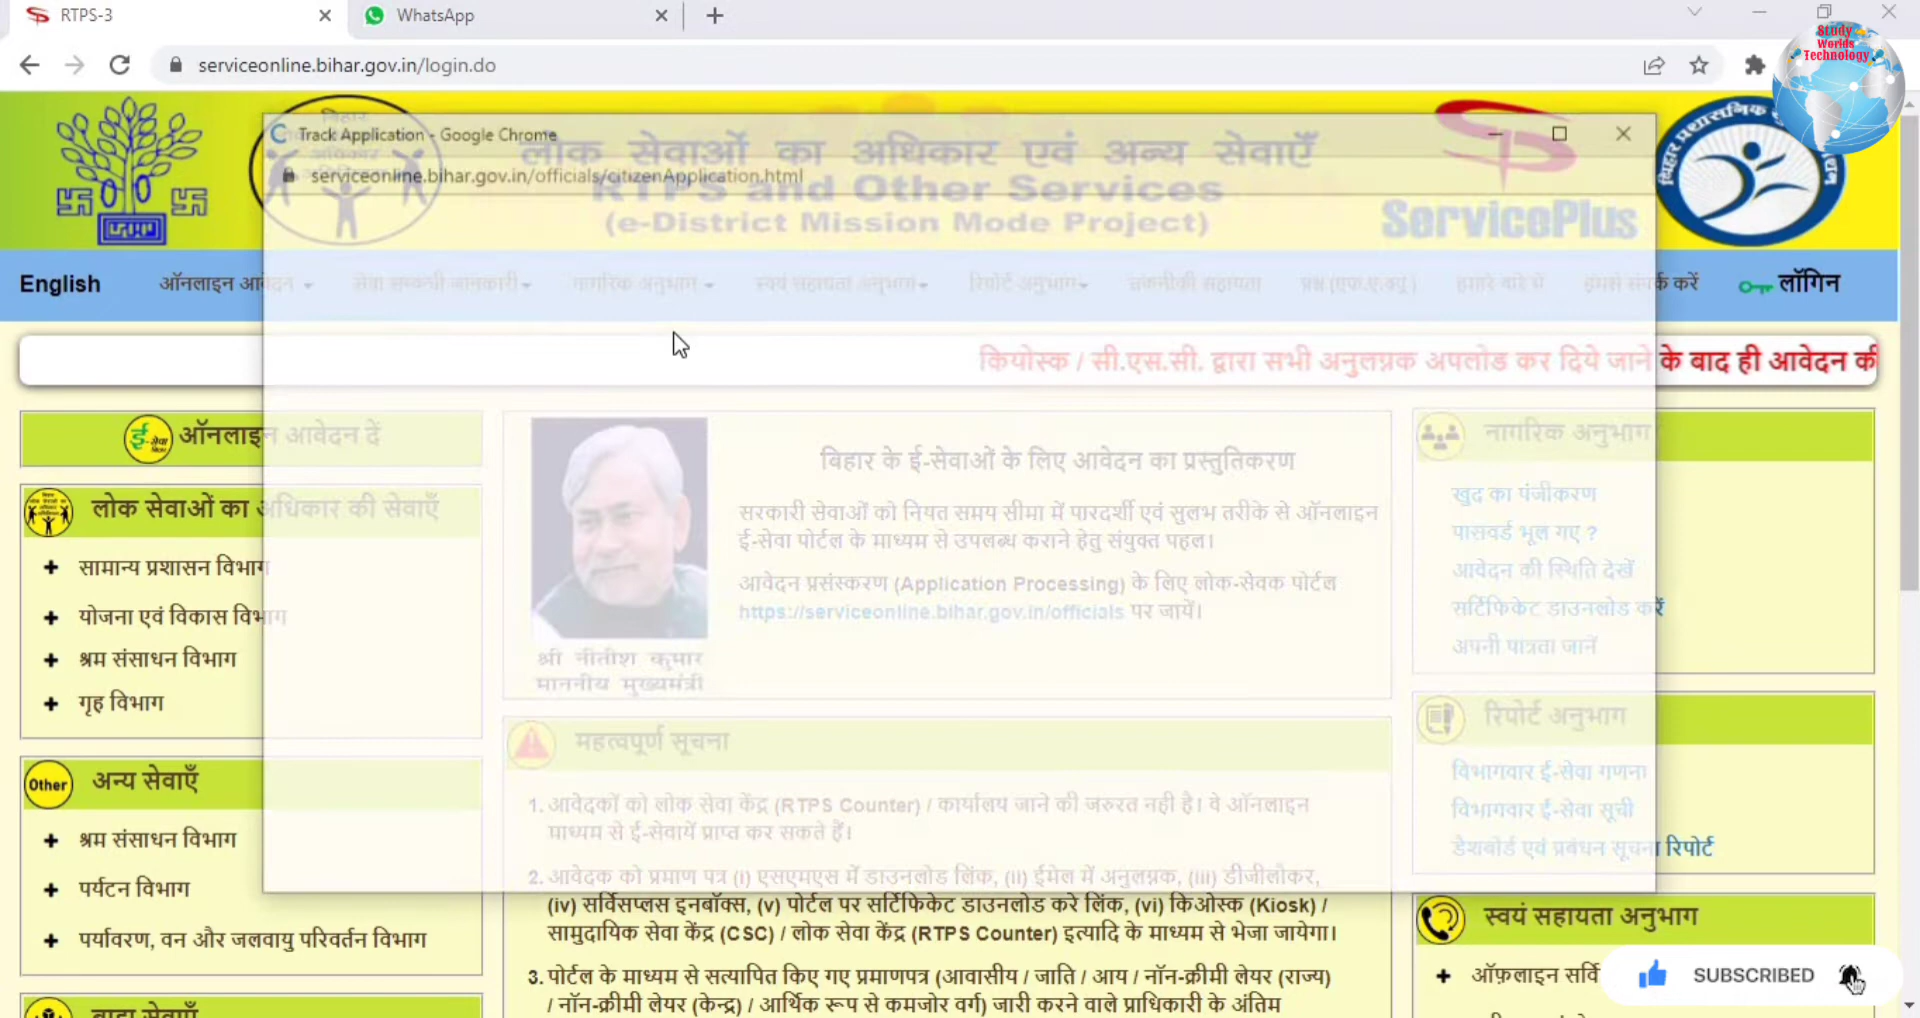 RTPS-3
WhatsApp
serviceonline.bihar.gov.in/login.do
Study
Worlds
Technology
Track Application - Google Chrome
serviceonline.bihar.gov.in/officials/citizenApplication.html
बिहार
लोक सेवाओं का अधिकार एवं अन्य सेवाएँ
RTPS and Other Services
(e-District Mission Mode Project)
ServicePlus
English
ऑनलाइन आवेदन
सेवा सम्बन्धी जानकारी
नागरिक अनुभाग
स्वयं सहायता अनुभाग
रिपोर्ट अनुभाग
तकनीकी सहायता
प्रश्न (एफ.ए.क्यू.)
हमारे बारे में
हमसे संपर्क करें
लॉगिन
कियोस्क / सी.एस.सी. द्वारा सभी अनुलग्नक अपलोड कर दिये जाने के बाद ही आवेदन की
ऑनलाइन आवेदन दें
लोक सेवाओं का अधिकार की सेवाएँ
सामान्य प्रशासन विभाग
योजना एवं विकास विभाग
श्रम संसाधन विभाग
गृह विभाग
Other अन्य सेवाएँ
श्रम संसाधन विभाग
पर्यटन विभाग
पर्यावरण, वन और जलवायु परिवर्तन विभाग
बिहार के ई-सेवाओं के लिए आवेदन का प्रस्तुतिकरण
सरकारी सेवाओं को नियत समय सीमा में पारदर्शी एवं सुलभ तरीके से ऑनलाइन
ई-सेवा पोर्टल के माध्यम से उपलब्ध कराने हेतु संयुक्त पहल।
आवेदन प्रसंस्करण (Application Processing) के लिए लोक-सेवक पोर्टल
https://serviceonline.bihar.gov.in/officials पर जायें।
श्री नीतीश कुमार
माननीय मुख्यमंत्री
महत्वपूर्ण सूचना
1. आवेदकों को लोक सेवा केंद्र (RTPS Counter) / कार्यालय जाने की जरुरत नही है। वे ऑनलाइन
माध्यम से ई-सेवायें प्राप्त कर सकते हैं।
2. आवेदक को प्रमाण पत्र (i) एसएमएस में डाउनलोड लिंक, (ii) ईमेल में अनुलग्नक, (iii) डीजीलौकर,
(iv) सर्विसप्लस इनबॉक्स, (v) पोर्टल पर सर्टिफिकेट डाउनलोड करे लिंक, (vi) किओस्क (Kiosk) /
सामुदायिक सेवा केंद्र (CSC) / लोक सेवा केंद्र (RTPS Counter) इत्यादि के माध्यम से भेजा जायेगा।
3. पोर्टल के माध्यम से सत्यापित किए गए प्रमाणपत्र (आवासीय / जाति / आय / नॉन-क्रीमी लेयर (राज्य)
/ नॉन-क्रीमी लेयर (केन्द्र) / आर्थिक रूप से कमजोर वर्ग) जारी करने वाले प्राधिकारी के अंतिम
नागरिक अनुभाग
खुद का पंजीकरण
पासवर्ड भूल गए ?
आवेदन की स्थिति देखें
सर्टिफिकेट डाउनलोड करें
अपनी पात्रता जानें
रिपोर्ट अनुभाग
विभागवार ई-सेवा गणना
विभागवार ई-सेवा सूची
डैशबोर्ड एवं प्रबंधन सूचना रिपोर्ट
स्वयं सहायता अनुभाग
ऑफ़लाइन सर्वि
SUBSCRIBED